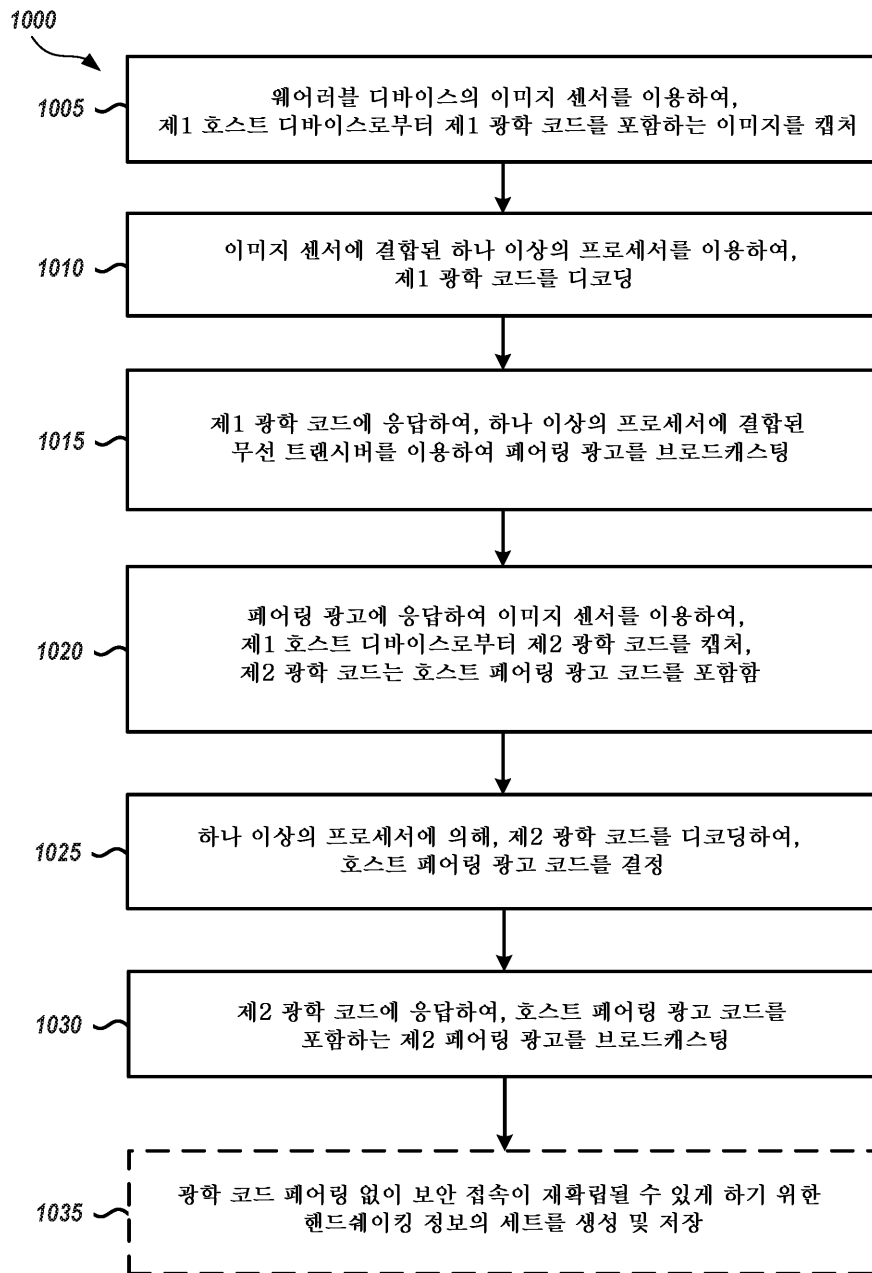 1000
1005
웨어러블 디바이스의 이미지 센서를 이용하여,
제1 호스트 디바이스로부터 제1 광학 코드를 포함하는 이미지를 캡처
1010
이미지 센서에 결합된 하나 이상의 프로세서를 이용하여,
제1 광학 코드를 디코딩
1015
제1 광학 코드에 응답하여, 하나 이상의 프로세서에 결합된
무선 트랜시버를 이용하여 페어링 광고를 브로드캐스팅
1020
페어링 광고에 응답하여 이미지 센서를 이용하여,
제1 호스트 디바이스로부터 제2 광학 코드를 캡처,
제2 광학 코드는 호스트 페어링 광고 코드를 포함함
1025
하나 이상의 프로세서에 의해, 제2 광학 코드를 디코딩하여,
호스트 페어링 광고 코드를 결정
1030
제2 광학 코드에 응답하여, 호스트 페어링 광고 코드를
포함하는 제2 페어링 광고를 브로드캐스팅
1035
광학 코드 페어링 없이 보안 접속이 재확립될 수 있게 하기 위한
핸드쉐이킹 정보의 세트를 생성 및 저장